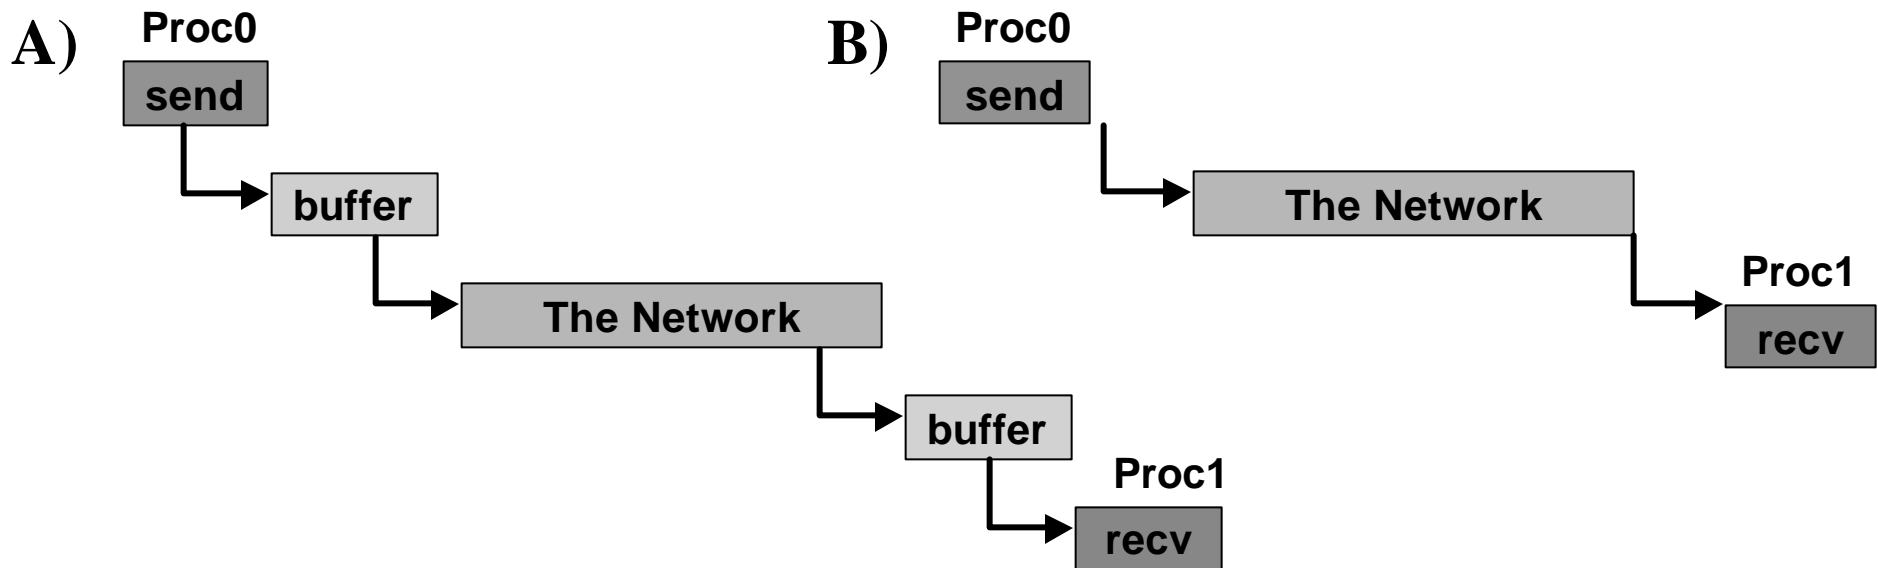 A)
Proc0
send
buffer
The Network
buffer
Proc1
recv
B)
Proc0
send
The Network
Proc1
recv